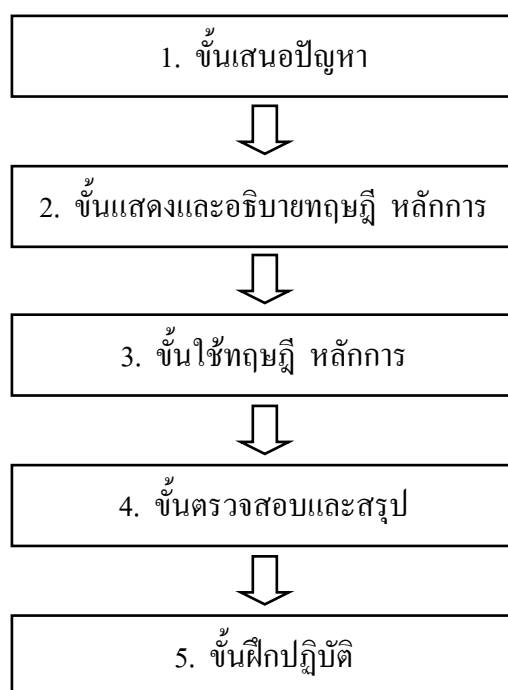 1. ขั้นเสนอปัญหา
2. ขั้นแสดงและอธิบายทฤษฎี หลักการ
3. ขั้นใช้ทฤษฎี หลักการ
4. ขั้นตรวจสอบและสรุป
5. ขั้นฝึกปฏิบัติ